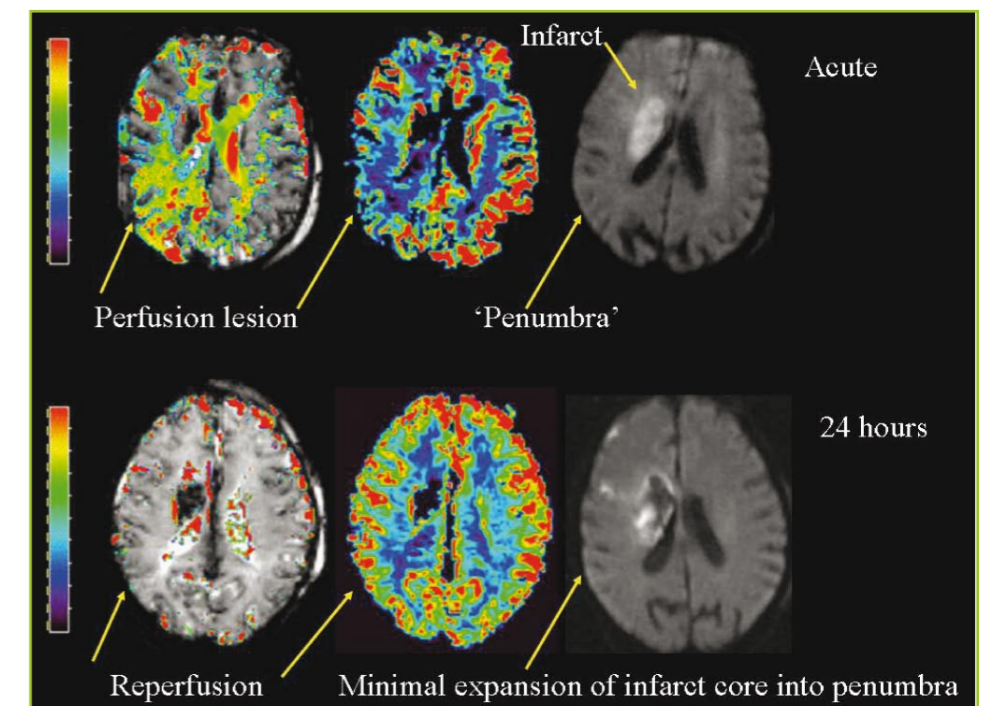 Infarct
Acute
Perfusion lesion
‘Penumbra’
24 hours
Reperfusion
Minimal expansion of infarct core into penumbra